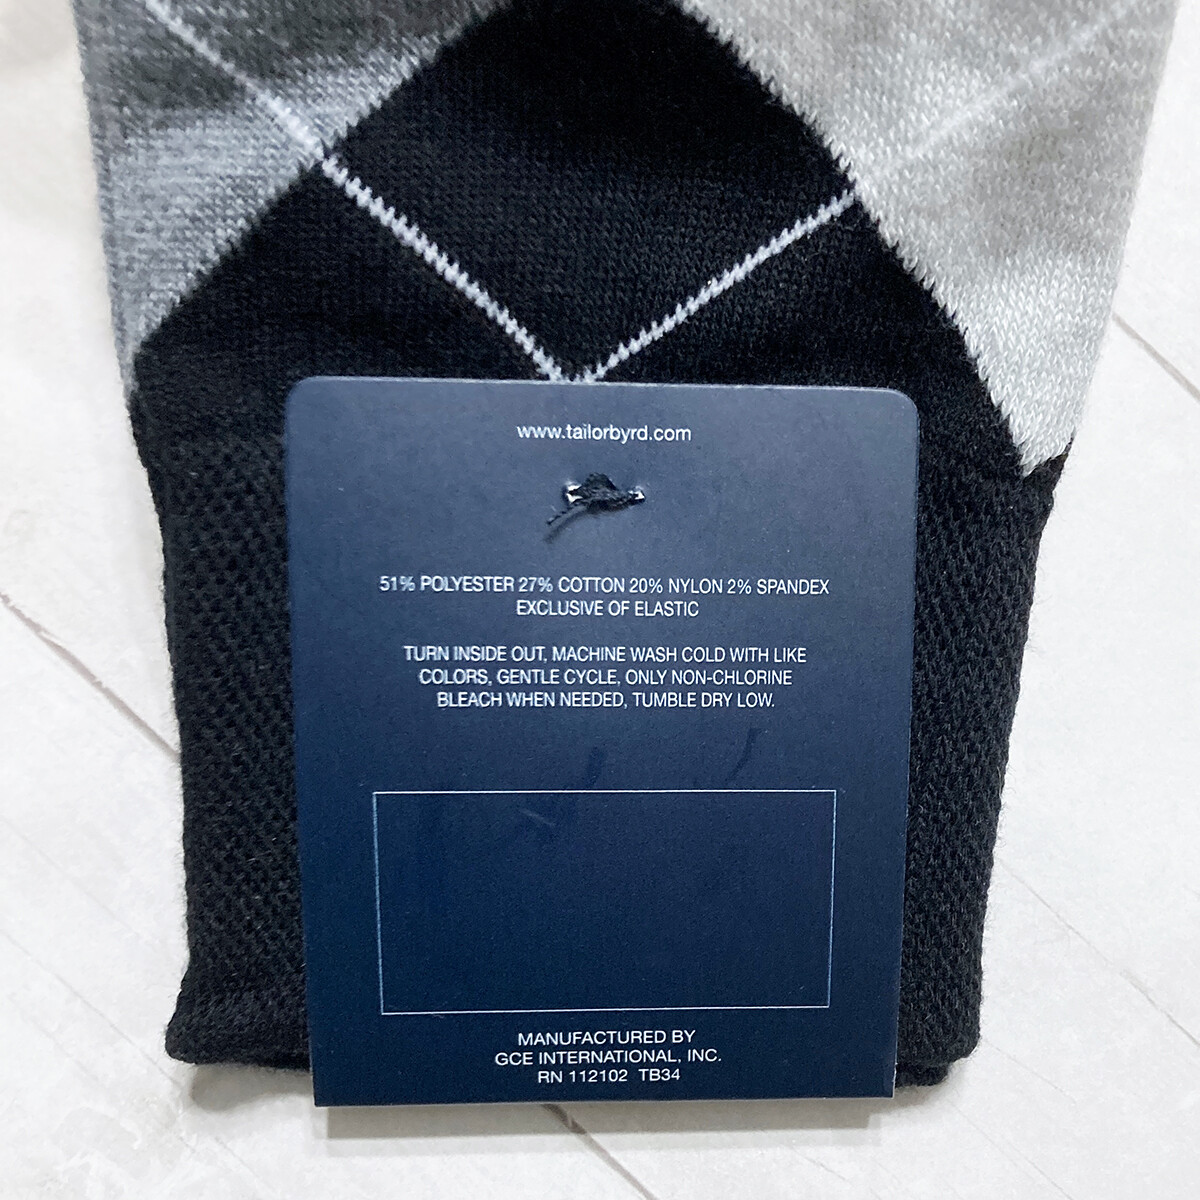 www.tailorbyrd.com
51% POLYESTER 27% COTTON 20% NYLON 2% SPANDEX
EXCLUSIVE OF ELASTIC
TURN INSIDE OUT, MACHINE WASH COLD WITH LIKE
COLORS, GENTLE CYCLE, ONLY NON-CHLORINE
BLEACH WHEN NEEDED, TUMBLE DRY LOW.
MANUFACTURED BY
GCE INTERNATIONAL, INC.
RN 112102 TB34